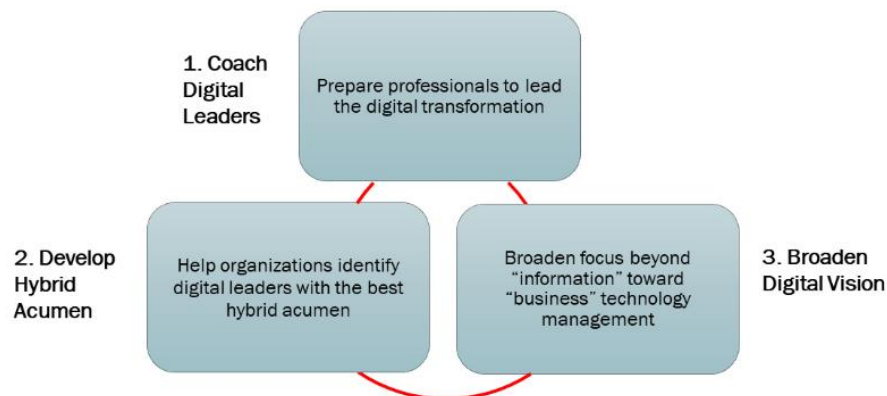 1. Coach
Digital
Leaders
Prepare professionals to lead
the digital transformation
2. Develop
Hybrid
Acumen
Help organizations identify
digital leaders with the best
hybrid acumen
Broaden focus beyond
“information” toward
“business” technology
management
3. Broaden
Digital Vision